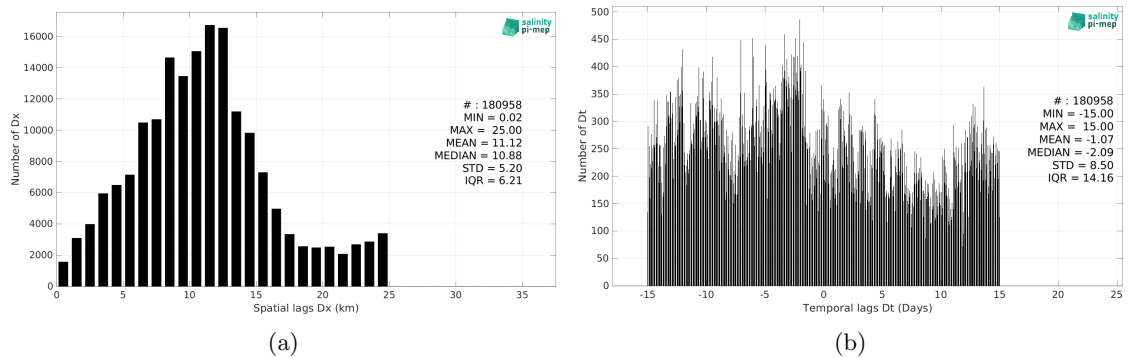 salinity
pi-mep
16000
14000
12000
10000
8000
6000
4000
2000
0
Number of Dx
# : 180958
MIN = 0.02
MAX = 25.00
MEAN = 11.12
MEDIAN = 10.88
STD = 5.20
IQR = 6.21
0 5 10 15 20 25 30 35
Spatial lags Dx (km)
(a)
salinity
pi-mep
500
450
400
350
300
250
200
150
100
50
0
Number of Dt
# : 180958
MIN = -15.00
MAX = 15.00
MEAN = -1.07
MEDIAN = -2.09
STD = 8.50
IQR = 14.16
-15 -10 -5 0 5 10 15 20 25
Temporal lags Dt (Days)
(b)